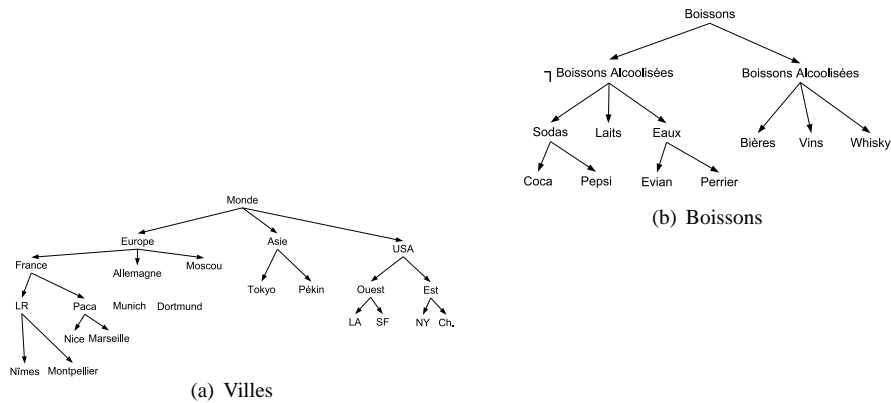 Boissons
¬ Boissons Alcoolisées Boissons Alcoolisées
Sodas Laits Eaux
Bières Vins Whisky
Coca Pepsi Evian Perrier
(b) Boissons
Monde
Europe Asie USA
France Allemagne Moscou
Tokyo Pékin Ouest Est
LR Paca Munich Dortmund
LA SF NY Ch.
Nice Marseille
Nîmes Montpellier
(a) Villes